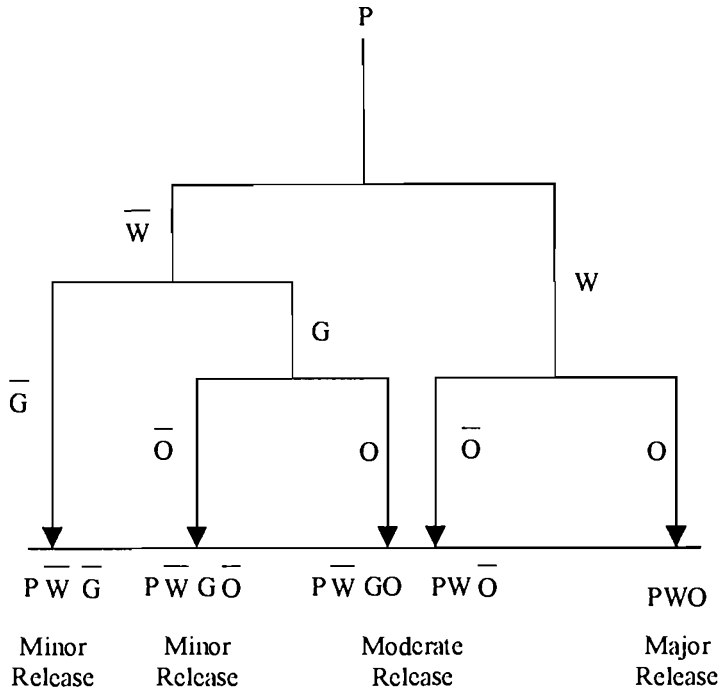 P
W̅
W
G
G̅
O̅
O
O̅
O
P W̅ G̅
P W̅ G O̅
P W̅ GO
PW O̅
PWO
Minor
Release
Minor
Release
Moderate
Release
Major
Release